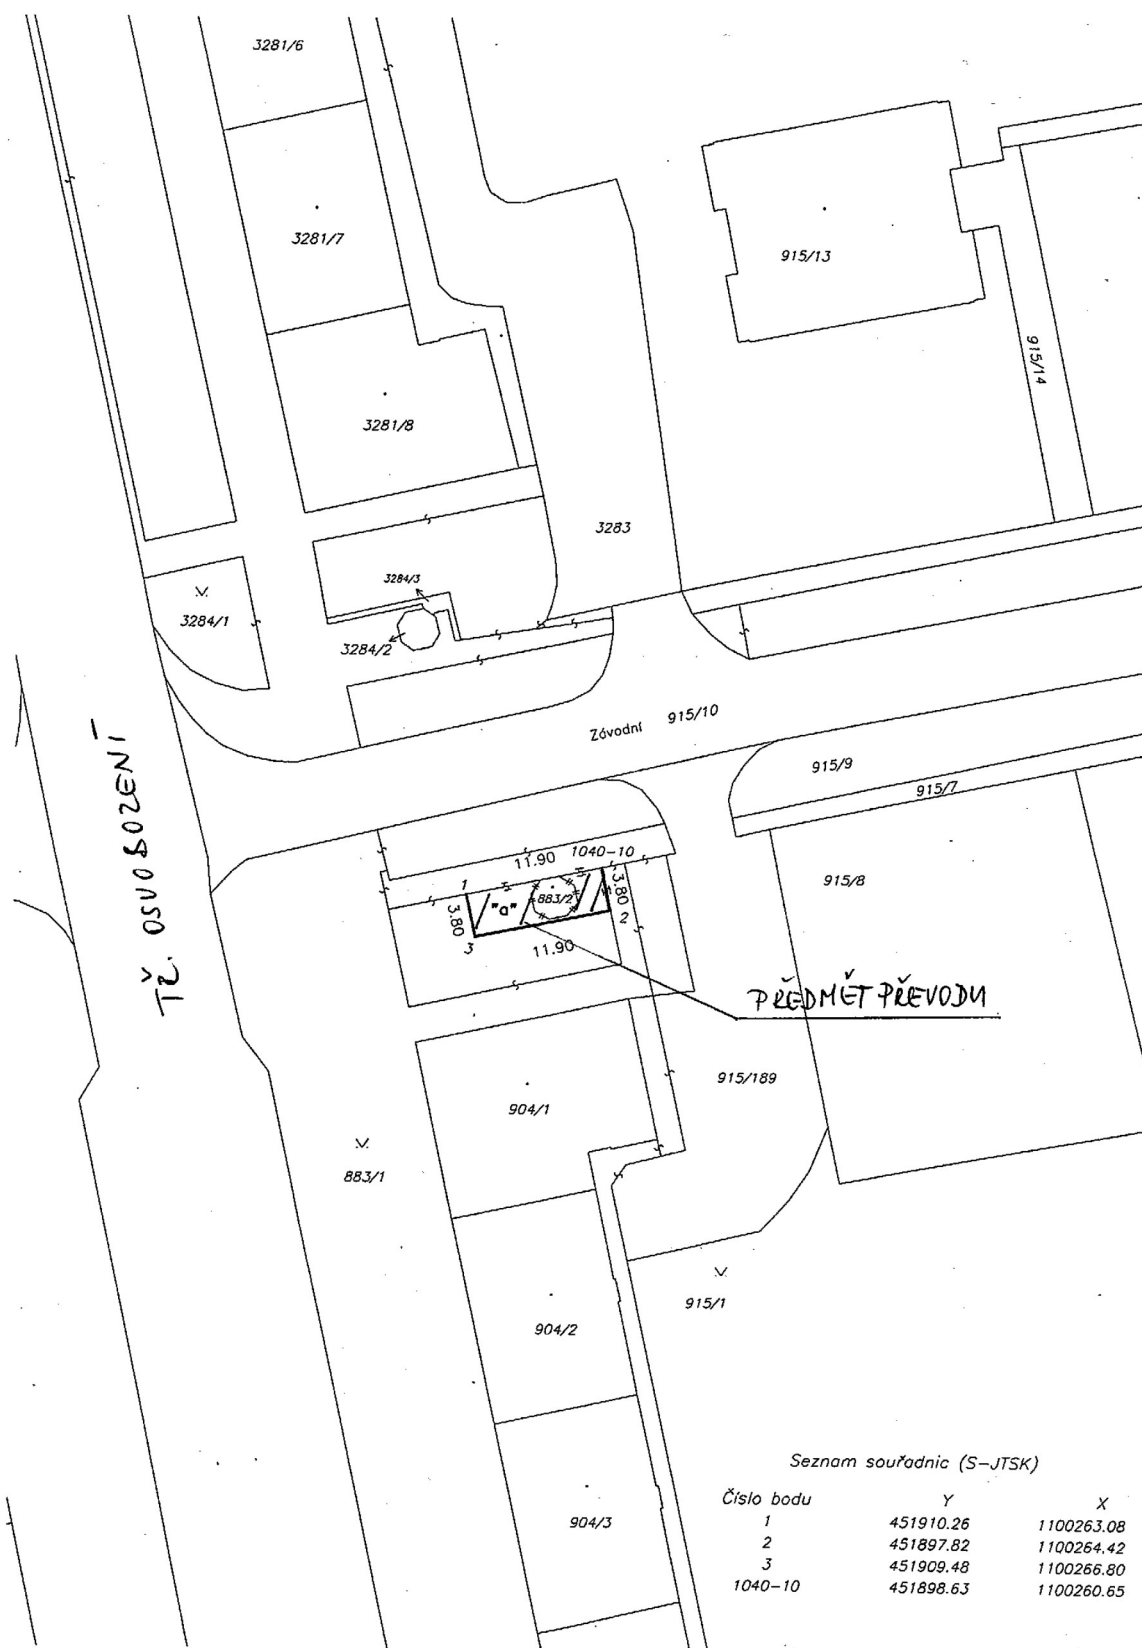 3281/6
3281/7
915/13
915/14
3281/8
3283
3284/3
3284/1
3284/2
Závodní 915/10
TŘ. OSVOBOZENÍ
915/9
915/7
915/8
11.90 1040-10
1
3.80
"a"
883/2
3.80
2
3
11.90
PŘEDMĚT PŘEVODU
915/189
904/1
883/1
915/1
904/2
904/3
Seznam souřadnic (S-JTSK)
Číslo bodu Y X
1 451910.26 1100263.08
2 451897.82 1100264.42
3 451909.48 1100266.80
1040-10 451898.63 1100260.65